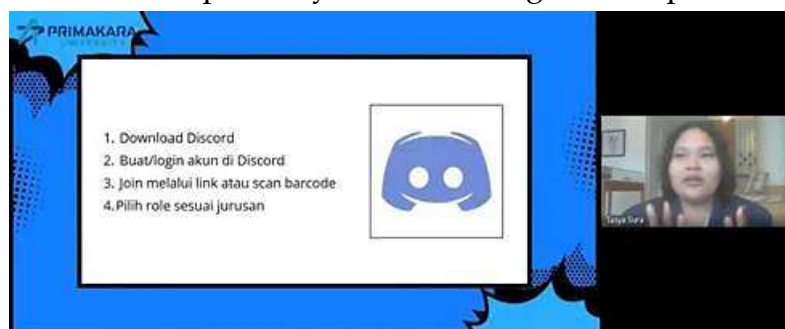 PRIMAKARA
UNIVERSITY
1. Download Discord
2. Buat/login akun di Discord
3. Join melalui link atau scan barcode
4. Pilih role sesuai jurusan
Tasya Sura